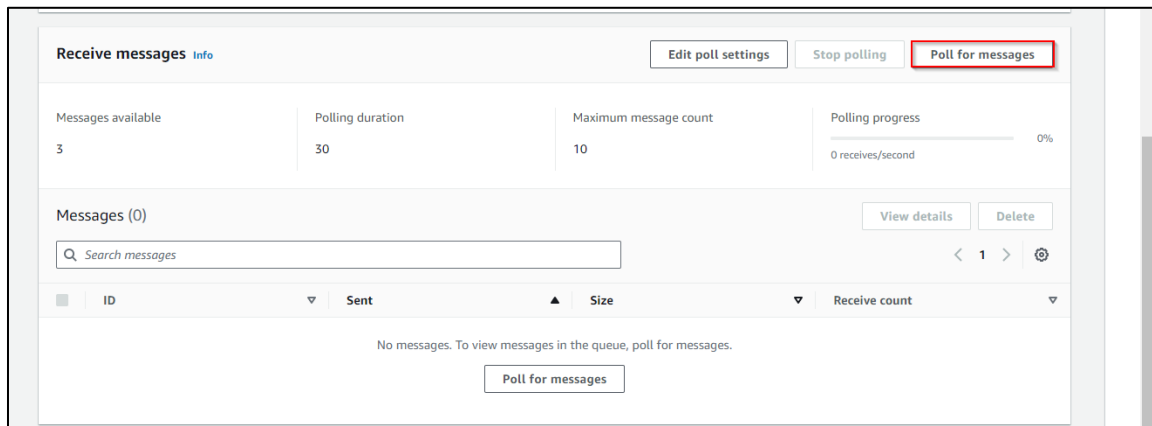 Receive messages Info
Edit poll settings Stop polling Poll for messages
Messages available Polling duration Maximum message count Polling progress
3 30 10 0%
0 receives/second
Messages (0) View details Delete
Search messages 1
ID Sent Size Receive count
No messages. To view messages in the queue, poll for messages.
Poll for messages